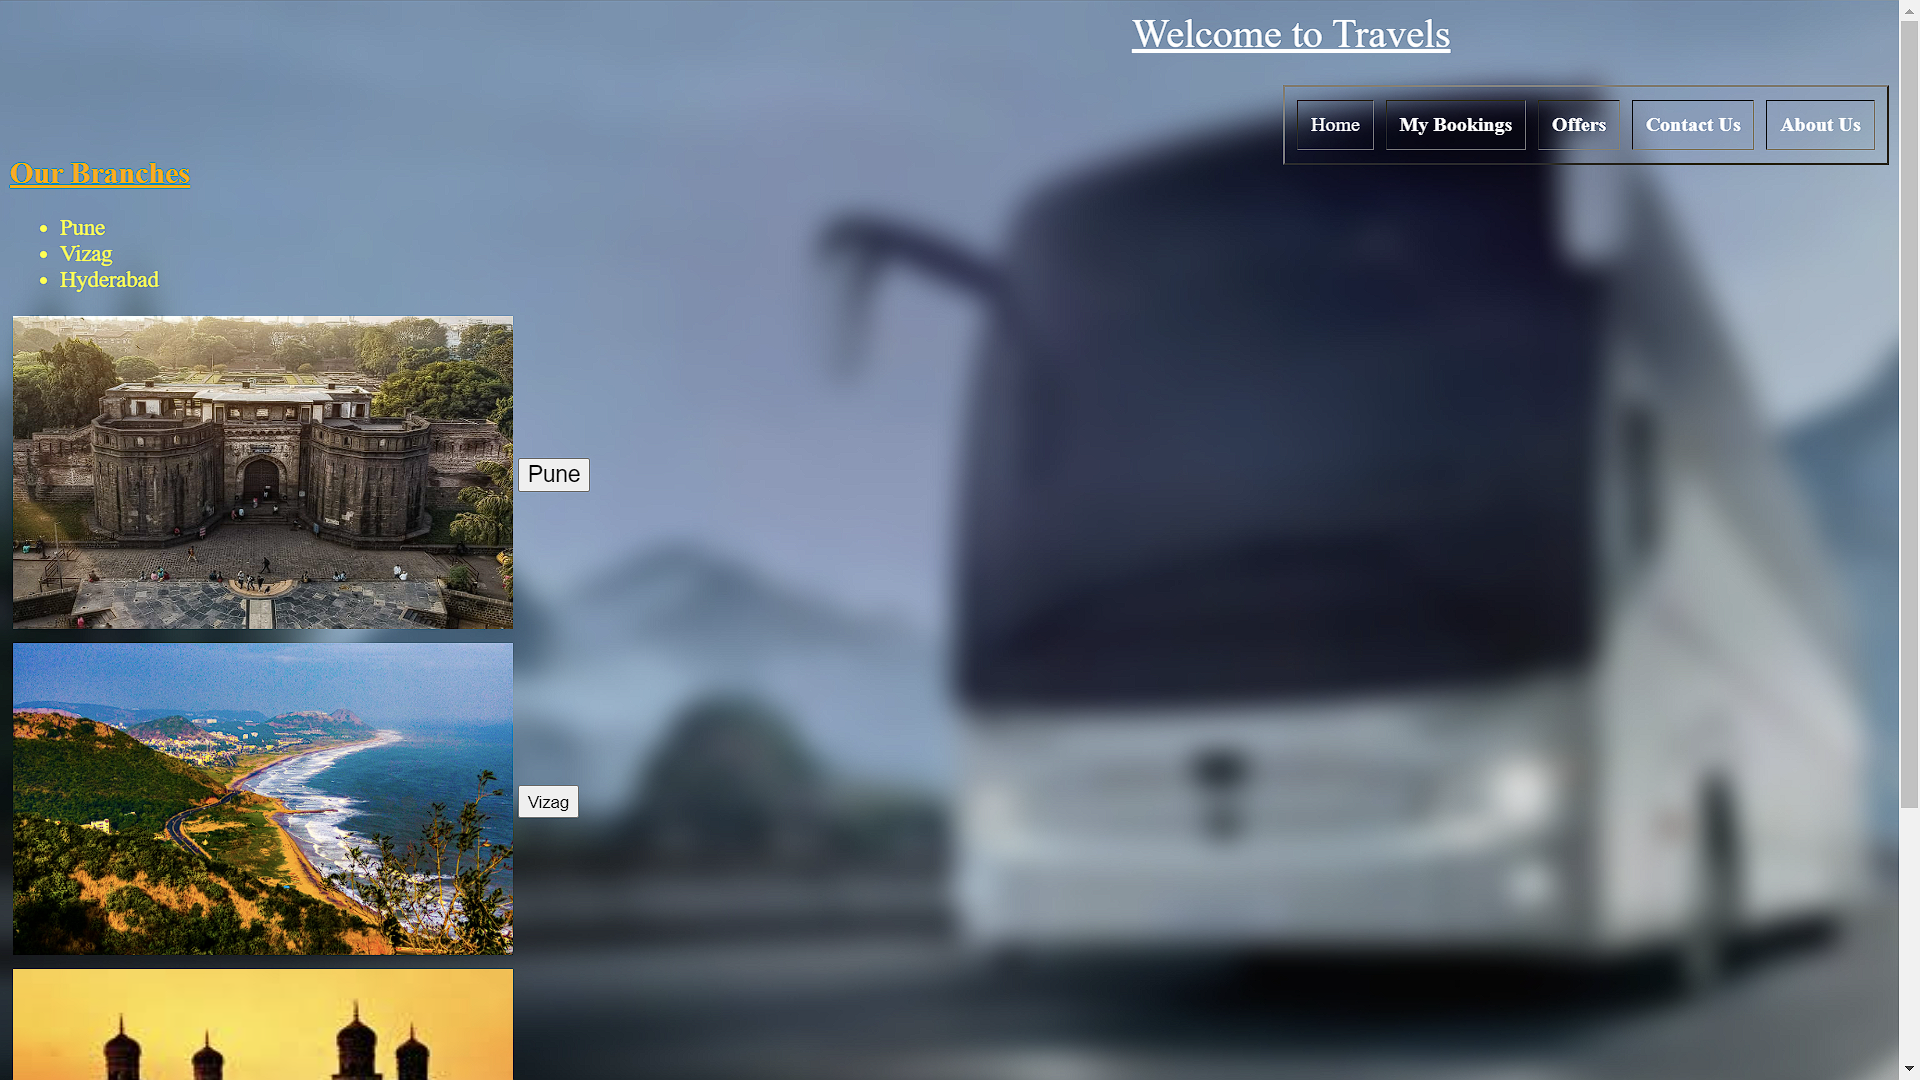 Welcome to Travels
Home My Bookings Offers Contact Us About Us
Our Branches
Pune
Vizag
Hyderabad
Pune
Vizag